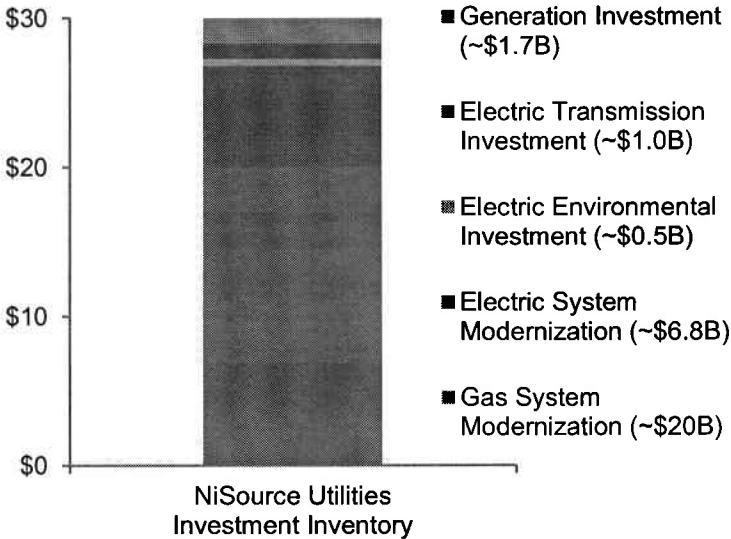 $30
$20
$10
$0
NiSource Utilities
Investment Inventory
Generation Investment
(~$1.7B)
Electric Transmission
Investment (~$1.0B)
Electric Environmental
Investment (~$0.5B)
Electric System
Modernization (~$6.8B)
Gas System
Modernization (~$20B)